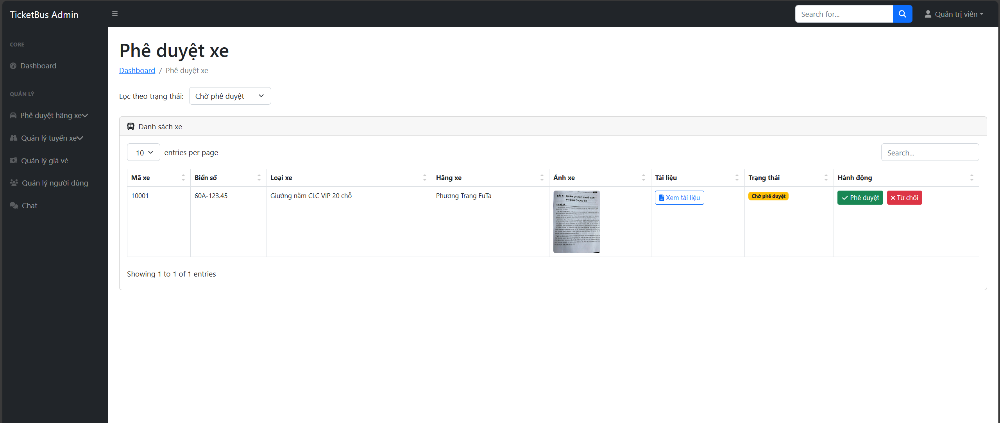 TicketBus Admin
Search for...
Quản trị viên
CORE
Dashboard
QUẢN LÝ
Phê duyệt hãng xe
Quản lý tuyến xe
Quản lý giá vé
Quản lý người dùng
Chat
Phê duyệt xe
Dashboard / Phê duyệt xe
Lọc theo trạng thái: Chờ phê duyệt
Danh sách xe
10 entries per page
Search...
Mã xe Biển số Loại xe Hãng xe Ảnh xe Tài liệu Trạng thái Hành động
10001 60A-123.45 Giường nằm CLC VIP 20 chỗ Phương Trang FuTa Xem tài liệu Chờ phê duyệt Phê duyệt Từ chối
BÀI 5: QUẢN LÝ CHO THUÊ VĂN
PHÒNG Ở CAO ỐC
5.1 MÔ TẢ
Showing 1 to 1 of 1 entries